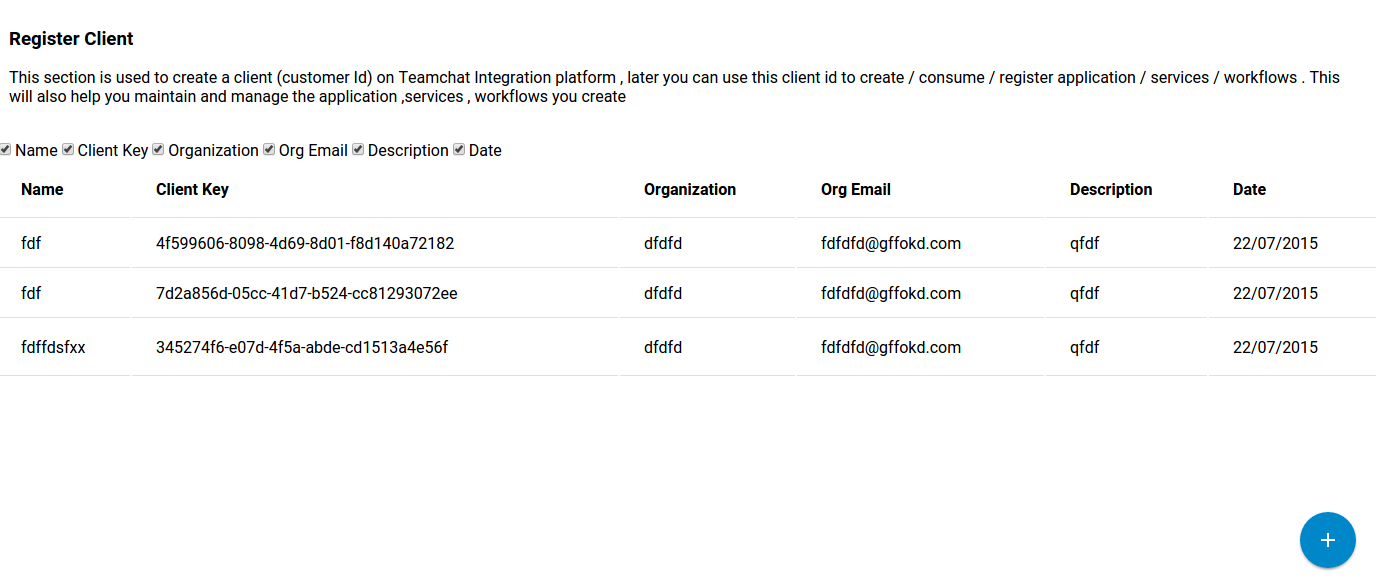 Register Client
This section is used to create a client (customer Id) on Teamchat Integration platform , later you can use this client id to create / consume / register application / services / workflows . This
will also help you maintain and manage the application ,services , workflows you create
Name Client Key Organization Org Email Description Date
Name Client Key Organization Org Email Description Date
fdf 4f599606-8098-4d69-8d01-f8d140a72182 dfdfd fdfdfd@gffokd.com qfdf 22/07/2015
fdf 7d2a856d-05cc-41d7-b524-cc81293072ee dfdfd fdfdfd@gffokd.com qfdf 22/07/2015
fdffdsfxx 345274f6-e07d-4f5a-abde-cd1513a4e56f dfdfd fdfdfd@gffokd.com qfdf 22/07/2015
+